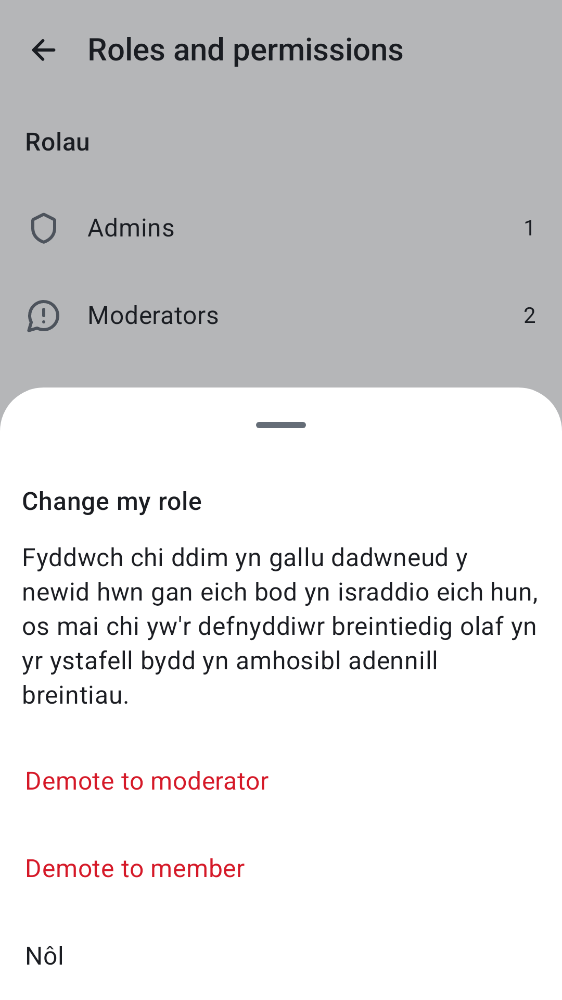 Roles and permissions
Rolau
Admins 1
Moderators 2
Change my role
Fyddwch chi ddim yn gallu dadwneud y
newid hwn gan eich bod yn israddio eich hun,
os mai chi yw'r defnyddiwr breintiedig olaf yn
yr ystafell bydd yn amhosibl adennill
breintiau.
Demote to moderator
Demote to member
Nôl